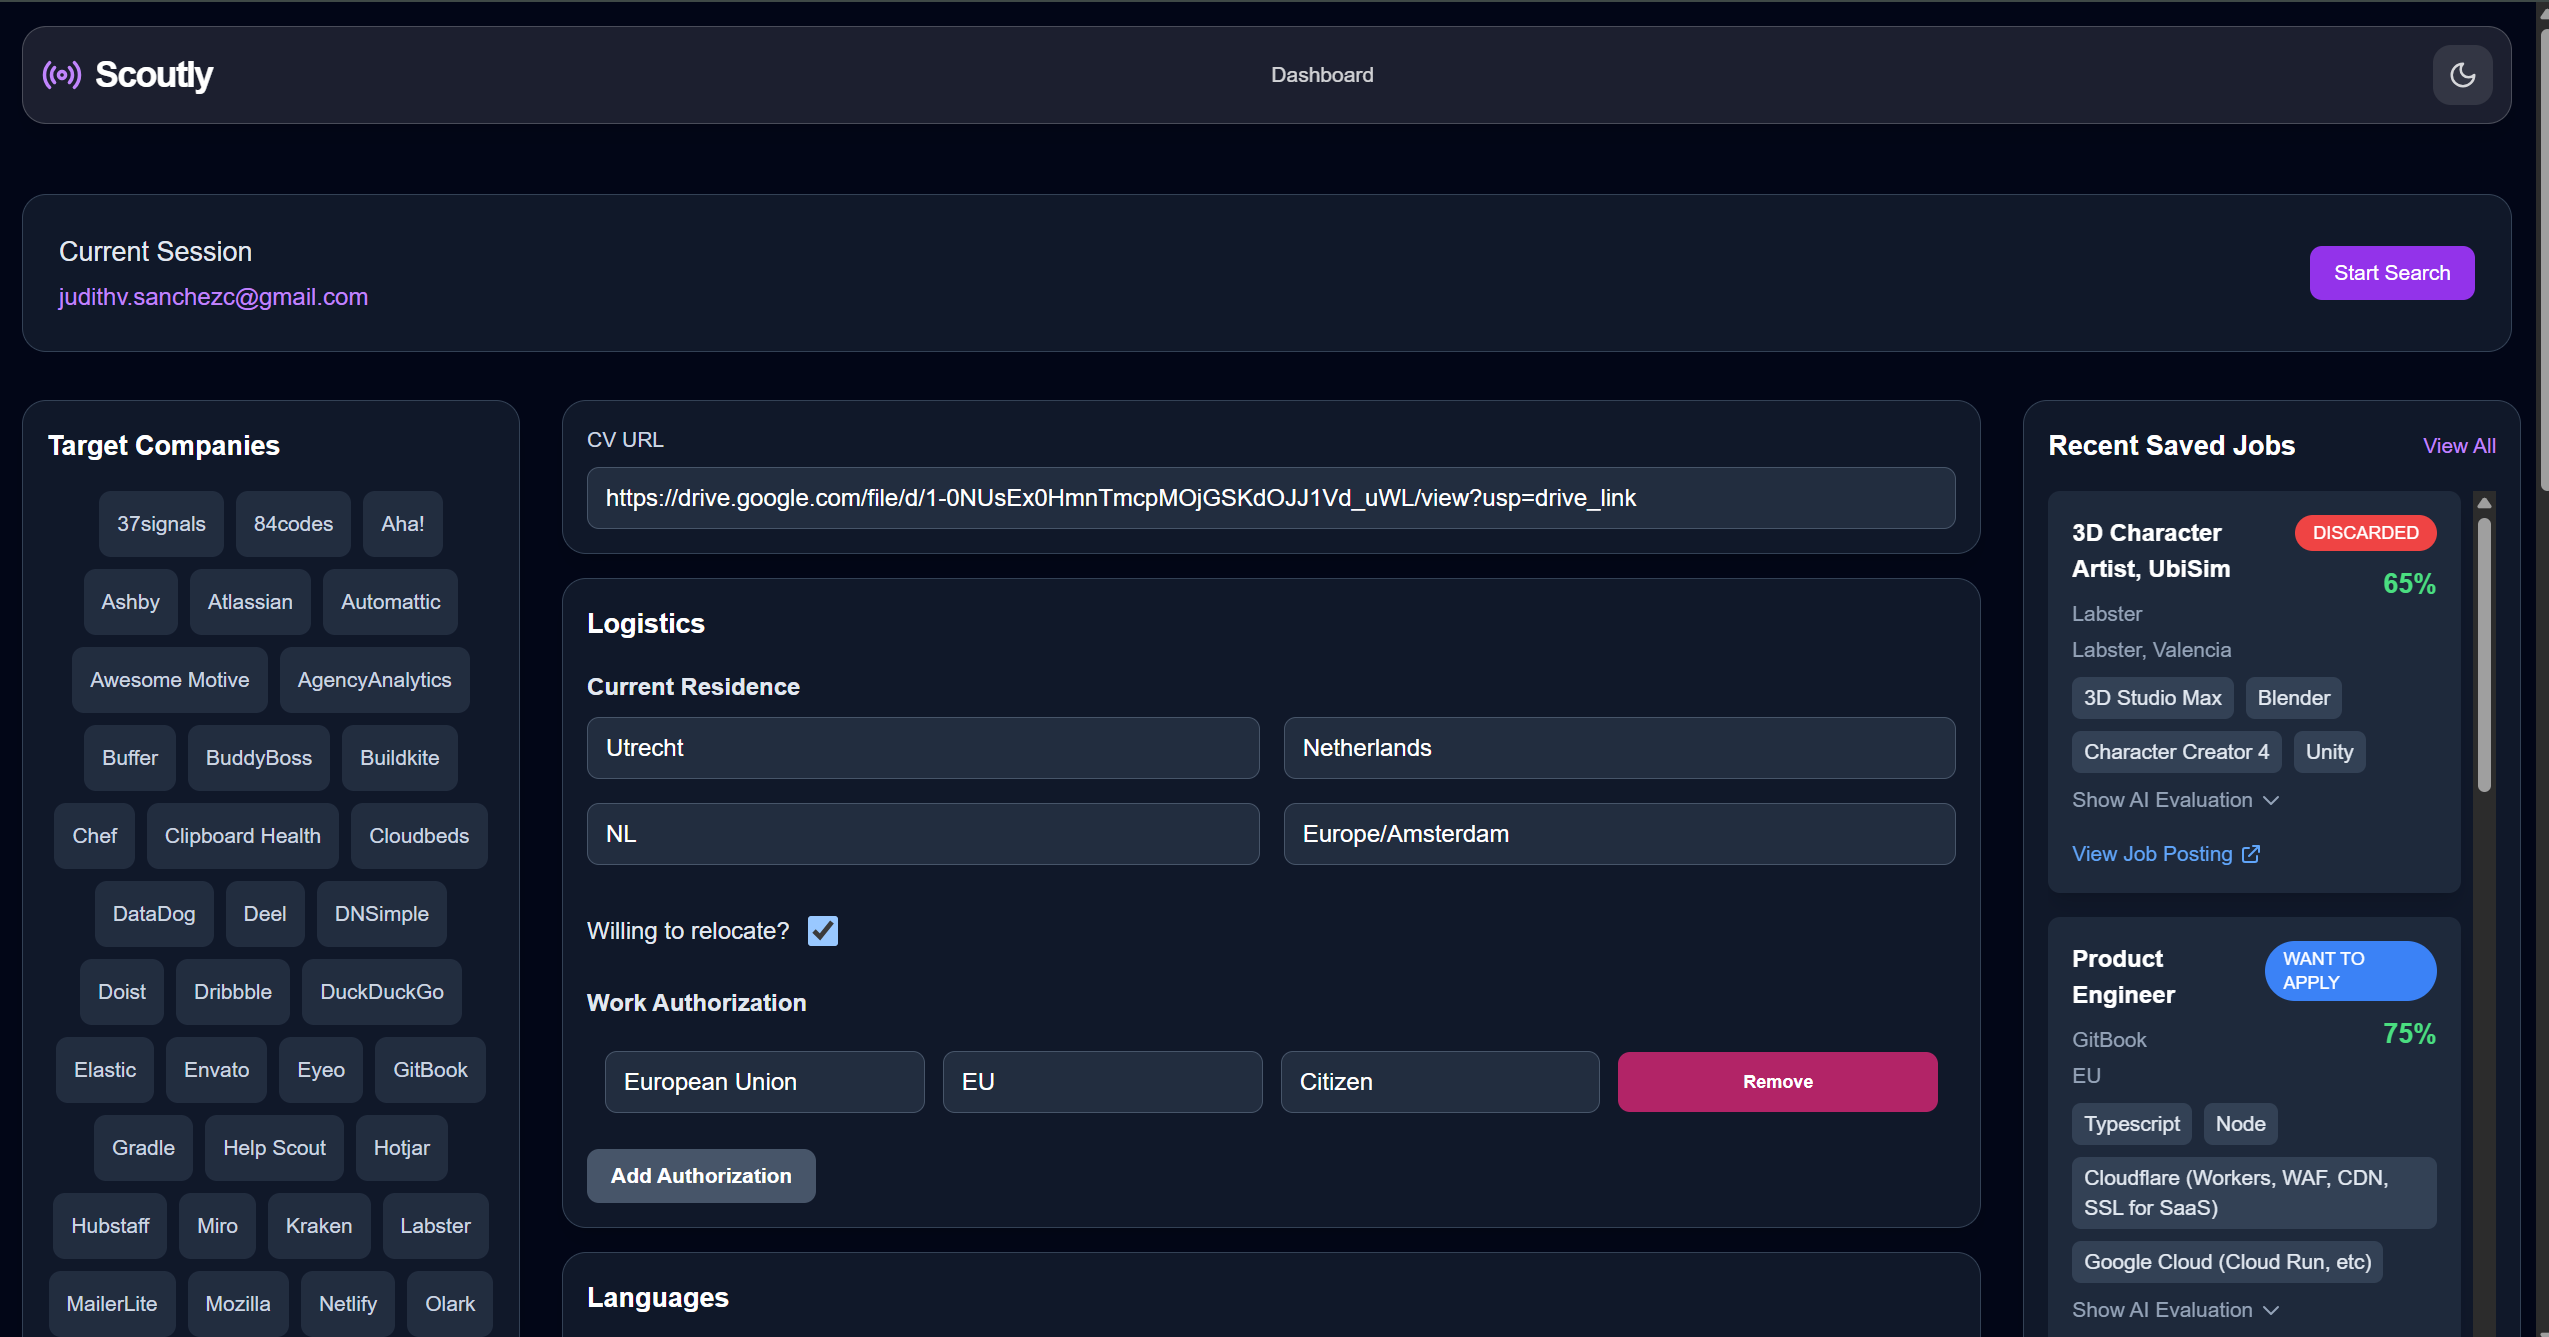 Scoutly
Dashboard
Current Session
judithv.sanchezc@gmail.com
Start Search
Target Companies
37signals 84codes Aha!
Ashby Atlassian Automattic
Awesome Motive AgencyAnalytics
Buffer BuddyBoss Buildkite
Chef Clipboard Health Cloudbeds
DataDog Deel DNSimple
Doist Dribbble DuckDuckGo
Elastic Envato Eyeo GitBook
Gradle Help Scout Hotjar
Hubstaff Miro Kraken Labster
MailerLite Mozilla Netlify Olark
CV URL
https://drive.google.com/file/d/1-0NUsEx0HmnTmcpMOjGSKdOJJ1Vd_uWL/view?usp=drive_link
Logistics
Current Residence
Utrecht Netherlands
NL Europe/Amsterdam
Willing to relocate?
Work Authorization
European Union EU Citizen Remove
Add Authorization
Languages
Recent Saved Jobs View All
3D Character
Artist, UbiSim
DISCARDED
65%
Labster
Labster, Valencia
3D Studio Max Blender
Character Creator 4 Unity
Show AI Evaluation
View Job Posting
Product
Engineer
WANT TO
APPLY
75%
GitBook
EU
Typescript Node
Cloudflare (Workers, WAF, CDN,
SSL for SaaS)
Google Cloud (Cloud Run, etc)
Show AI Evaluation